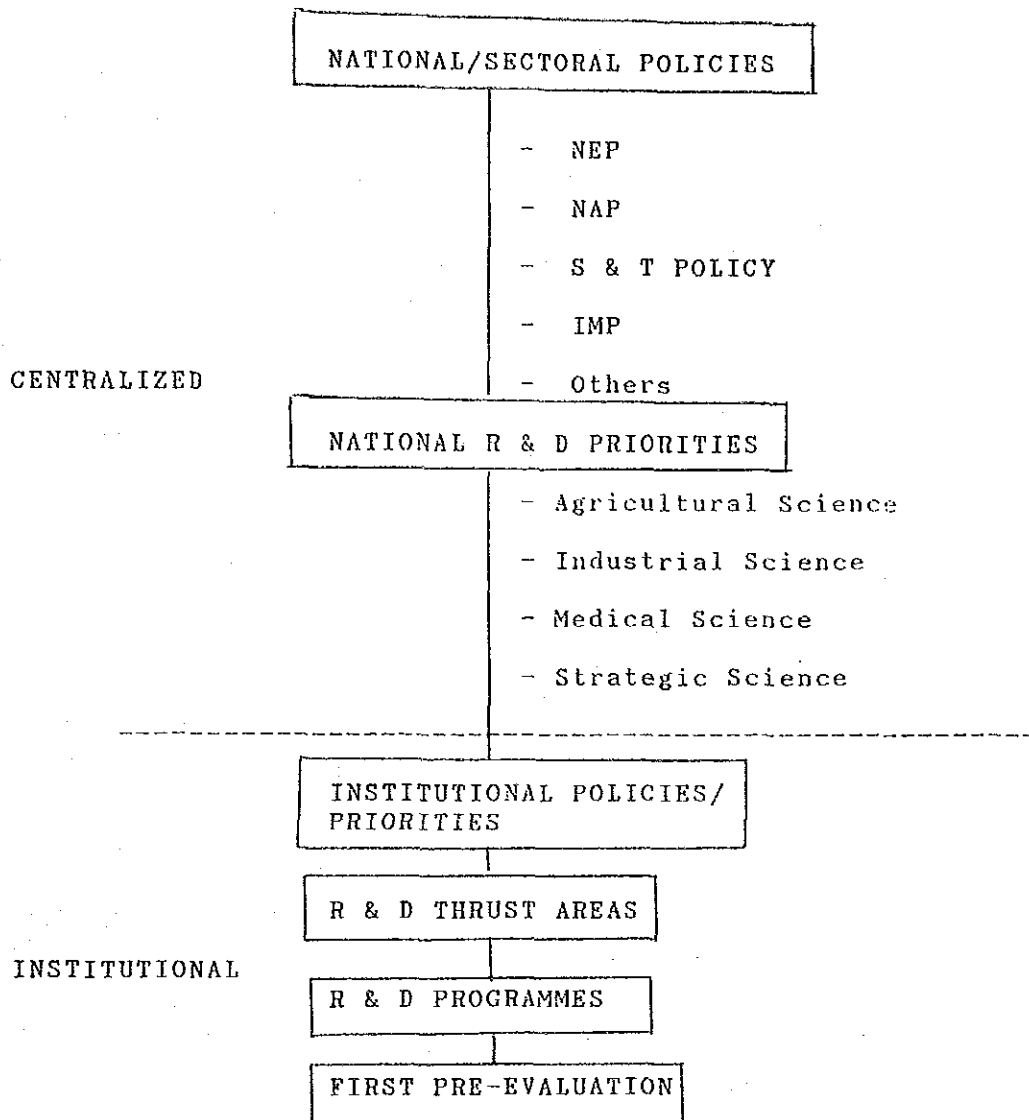 NATIONAL/SECTORAL POLICIES
- NEP
- NAP
- S & T POLICY
- IMP
CENTRALIZED
- Others
NATIONAL R & D PRIORITIES
- Agricultural Science
- Industrial Science
- Medical Science
- Strategic Science
INSTITUTIONAL POLICIES/
PRIORITIES
R & D THRUST AREAS
INSTITUTIONAL
R & D PROGRAMMES
FIRST PRE-EVALUATION